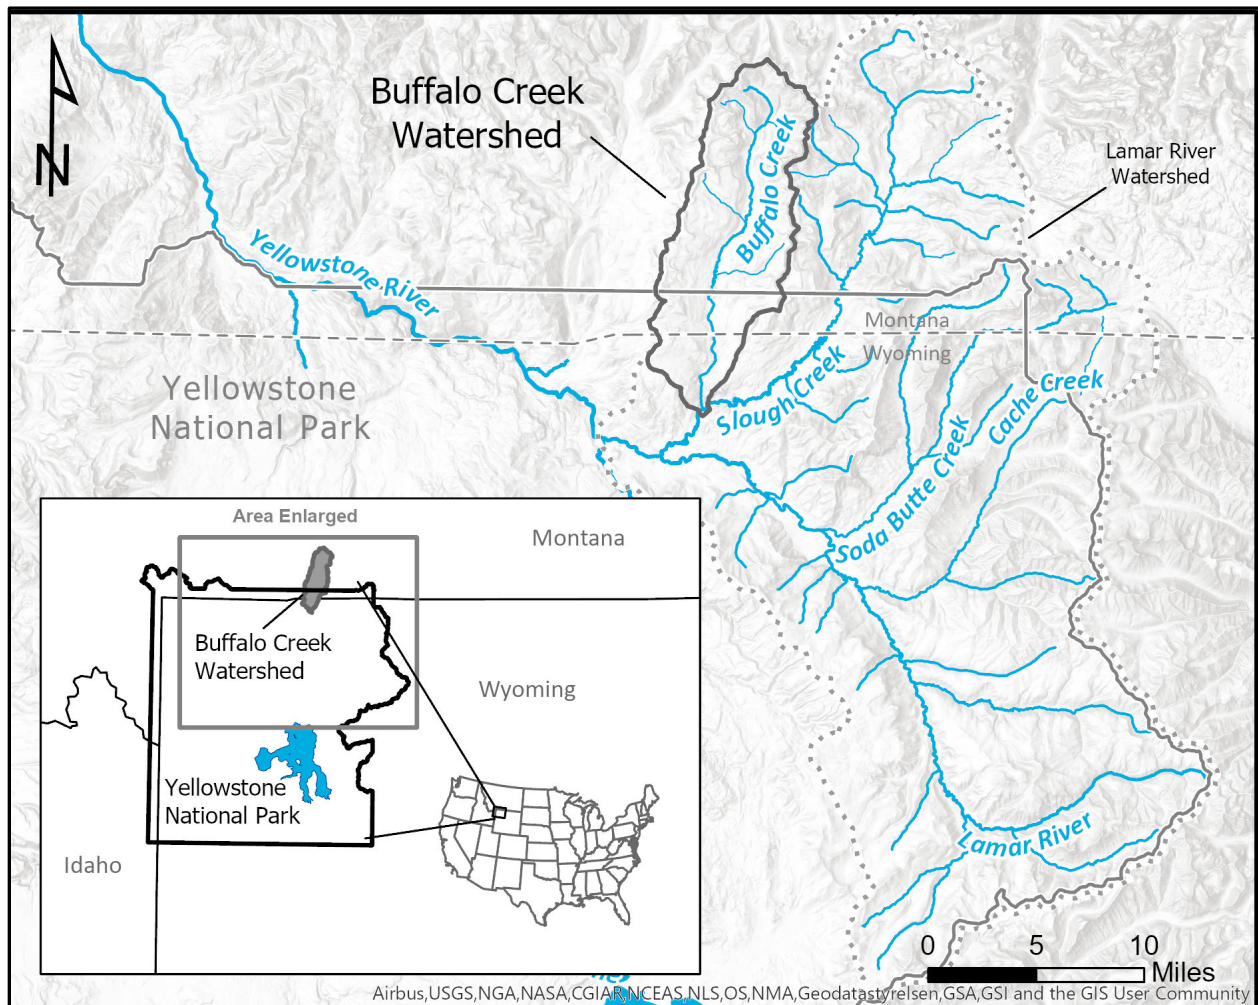 N
Buffalo Creek
Watershed
Buffalo Creek
Lamar River
Watershed
Yellowstone River
Montana
Wyoming
Yellowstone
National Park
Slough Creek
Cache Creek
Soda Butte Creek
Lamar River
Area Enlarged
Montana
Buffalo Creek
Watershed
Wyoming
Yellowstone
National Park
Idaho
0 5 10
Miles
Airbus,USGS,NGA,NASA,CGIAR,NCEAS,NLS,OS,NMA,Geodatastyrelsen,GSA,GSI and the GIS User Community